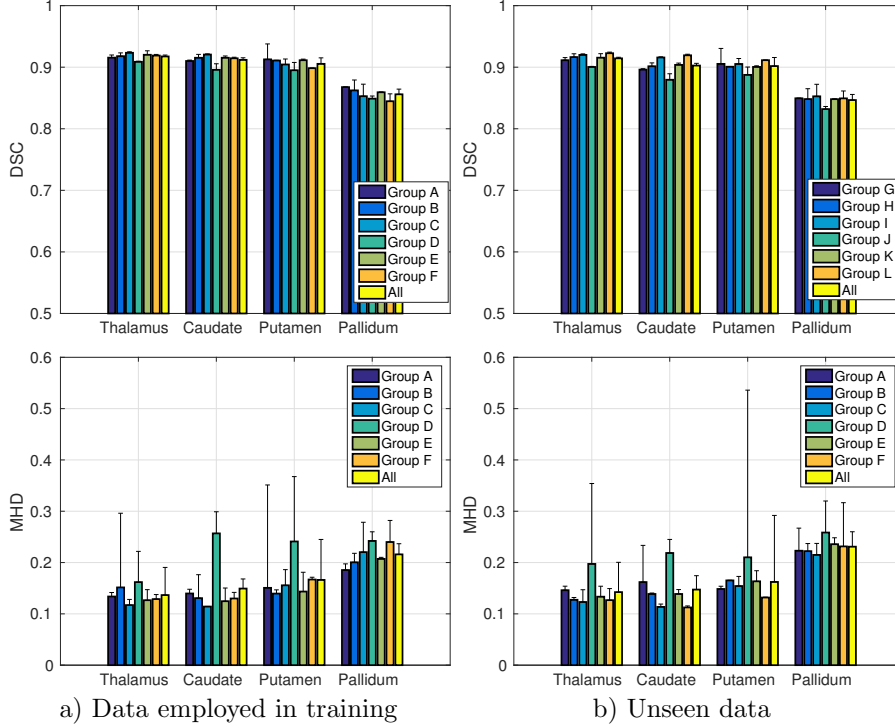 1
0.9
0.8
0.7
0.6
0.5
DSC
Thalamus Caudate Putamen Pallidum
Group A
Group B
Group C
Group D
Group E
Group F
All
1
0.9
0.8
0.7
0.6
0.5
DSC
Thalamus Caudate Putamen Pallidum
Group G
Group H
Group I
Group J
Group K
Group L
All
0.6
0.5
0.4
0.3
0.2
0.1
0
MHD
Thalamus Caudate Putamen Pallidum
Group A
Group B
Group C
Group D
Group E
Group F
All
0.6
0.5
0.4
0.3
0.2
0.1
0
MHD
Thalamus Caudate Putamen Pallidum
Group A
Group B
Group C
Group D
Group E
Group F
All
a) Data employed in training
b) Unseen data